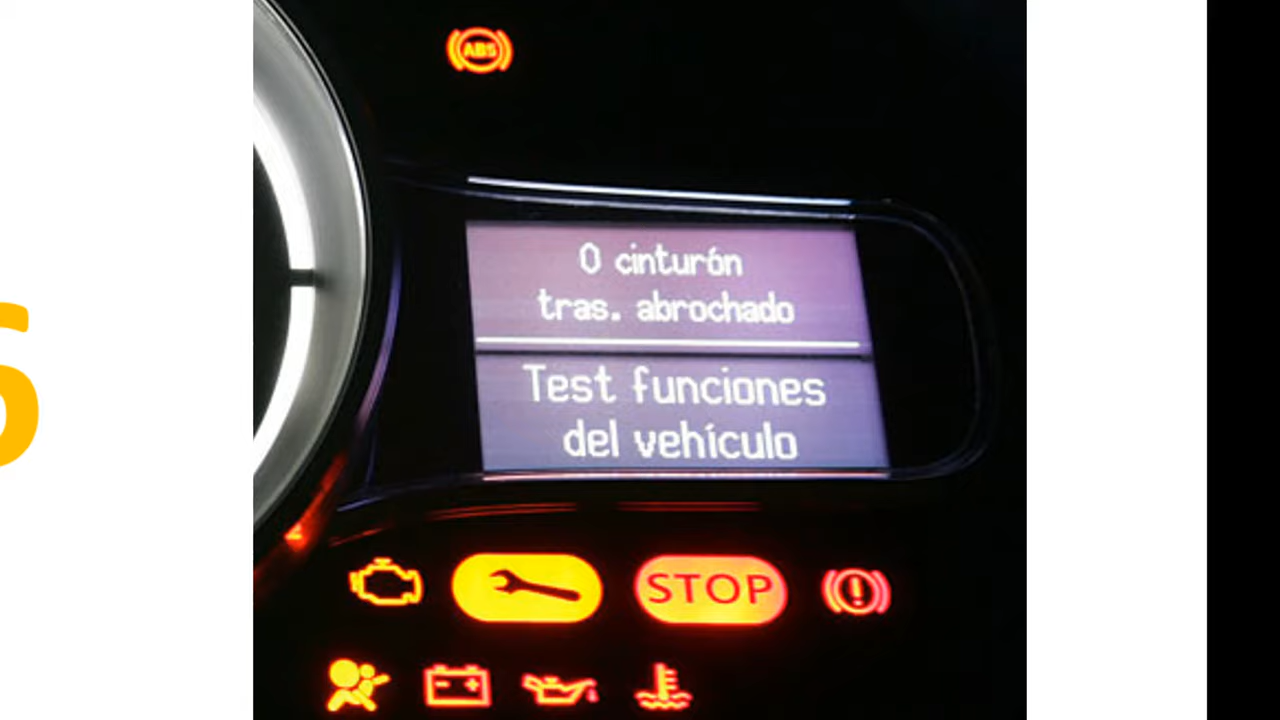 ABS
0 cinturón
tras. abrochado
Test funciones
del vehículo
STOP